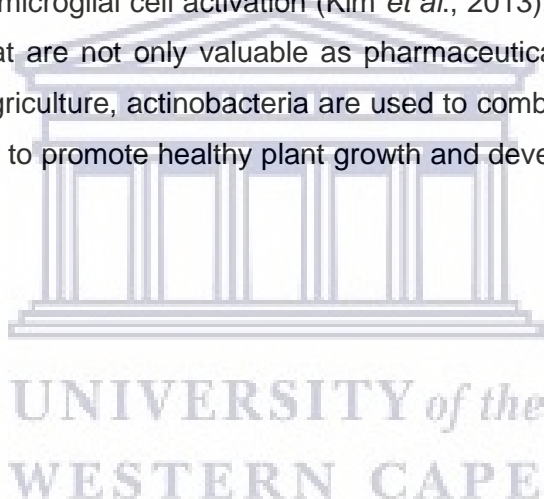 microglial cell activation (Kim et al., 2013)
at are not only valuable as pharmaceutica
griculture, actinobacteria are used to comb
to promote healthy plant growth and deve
UNIVERSITY of the
WESTERN CAPE